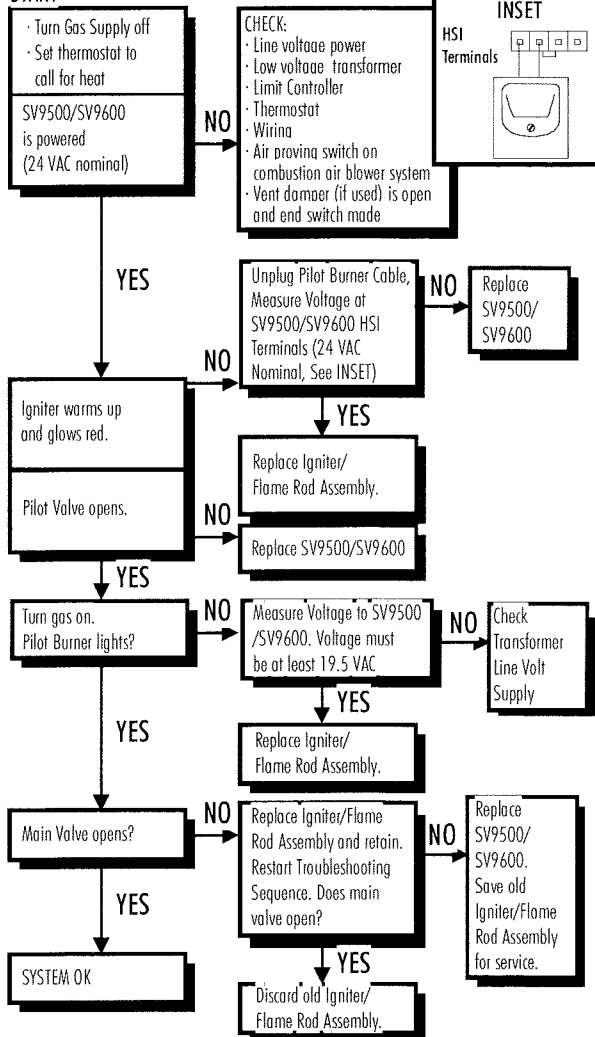 START
· Turn Gas Supply off
· Set thermostat to
call for heat
SV9500/SV9600
is powered
(24 VAC nominal)
NO
CHECK:
· Line voltage power
· Low voltage transformer
· Limit Controller
· Thermostat
· Wiring
· Air proving switch on
combustion air blower system
· Vent damper (if used) is open
and end switch made
INSET
HSI
Terminals
YES
Igniter warms up
and glows red.
NO
Unplug Pilot Burner Cable,
Measure Voltage at
SV9500/SV9600 HSI
Terminals (24 VAC
Nominal, See INSET)
NO
Replace
SV9500/
SV9600
YES
Replace Igniter/
Flame Rod Assembly.
Pilot Valve opens.
NO
Replace SV9500/SV9600
YES
Turn gas on.
Pilot Burner lights?
NO
Measure Voltage to SV9500
/SV9600. Voltage must
be at least 19.5 VAC
NO
Check
Transformer
Line Volt
Supply
YES
Replace Igniter/
Flame Rod Assembly.
YES
Main Valve opens?
NO
Replace Igniter/Flame
Rod Assembly and retain.
Restart Troubleshooting
Sequence. Does main
valve open?
NO
Replace
SV9500/
SV9600.
Save old
Igniter/Flame
Rod Assembly
for service.
YES
Discard old Igniter/
Flame Rod Assembly.
YES
SYSTEM OK